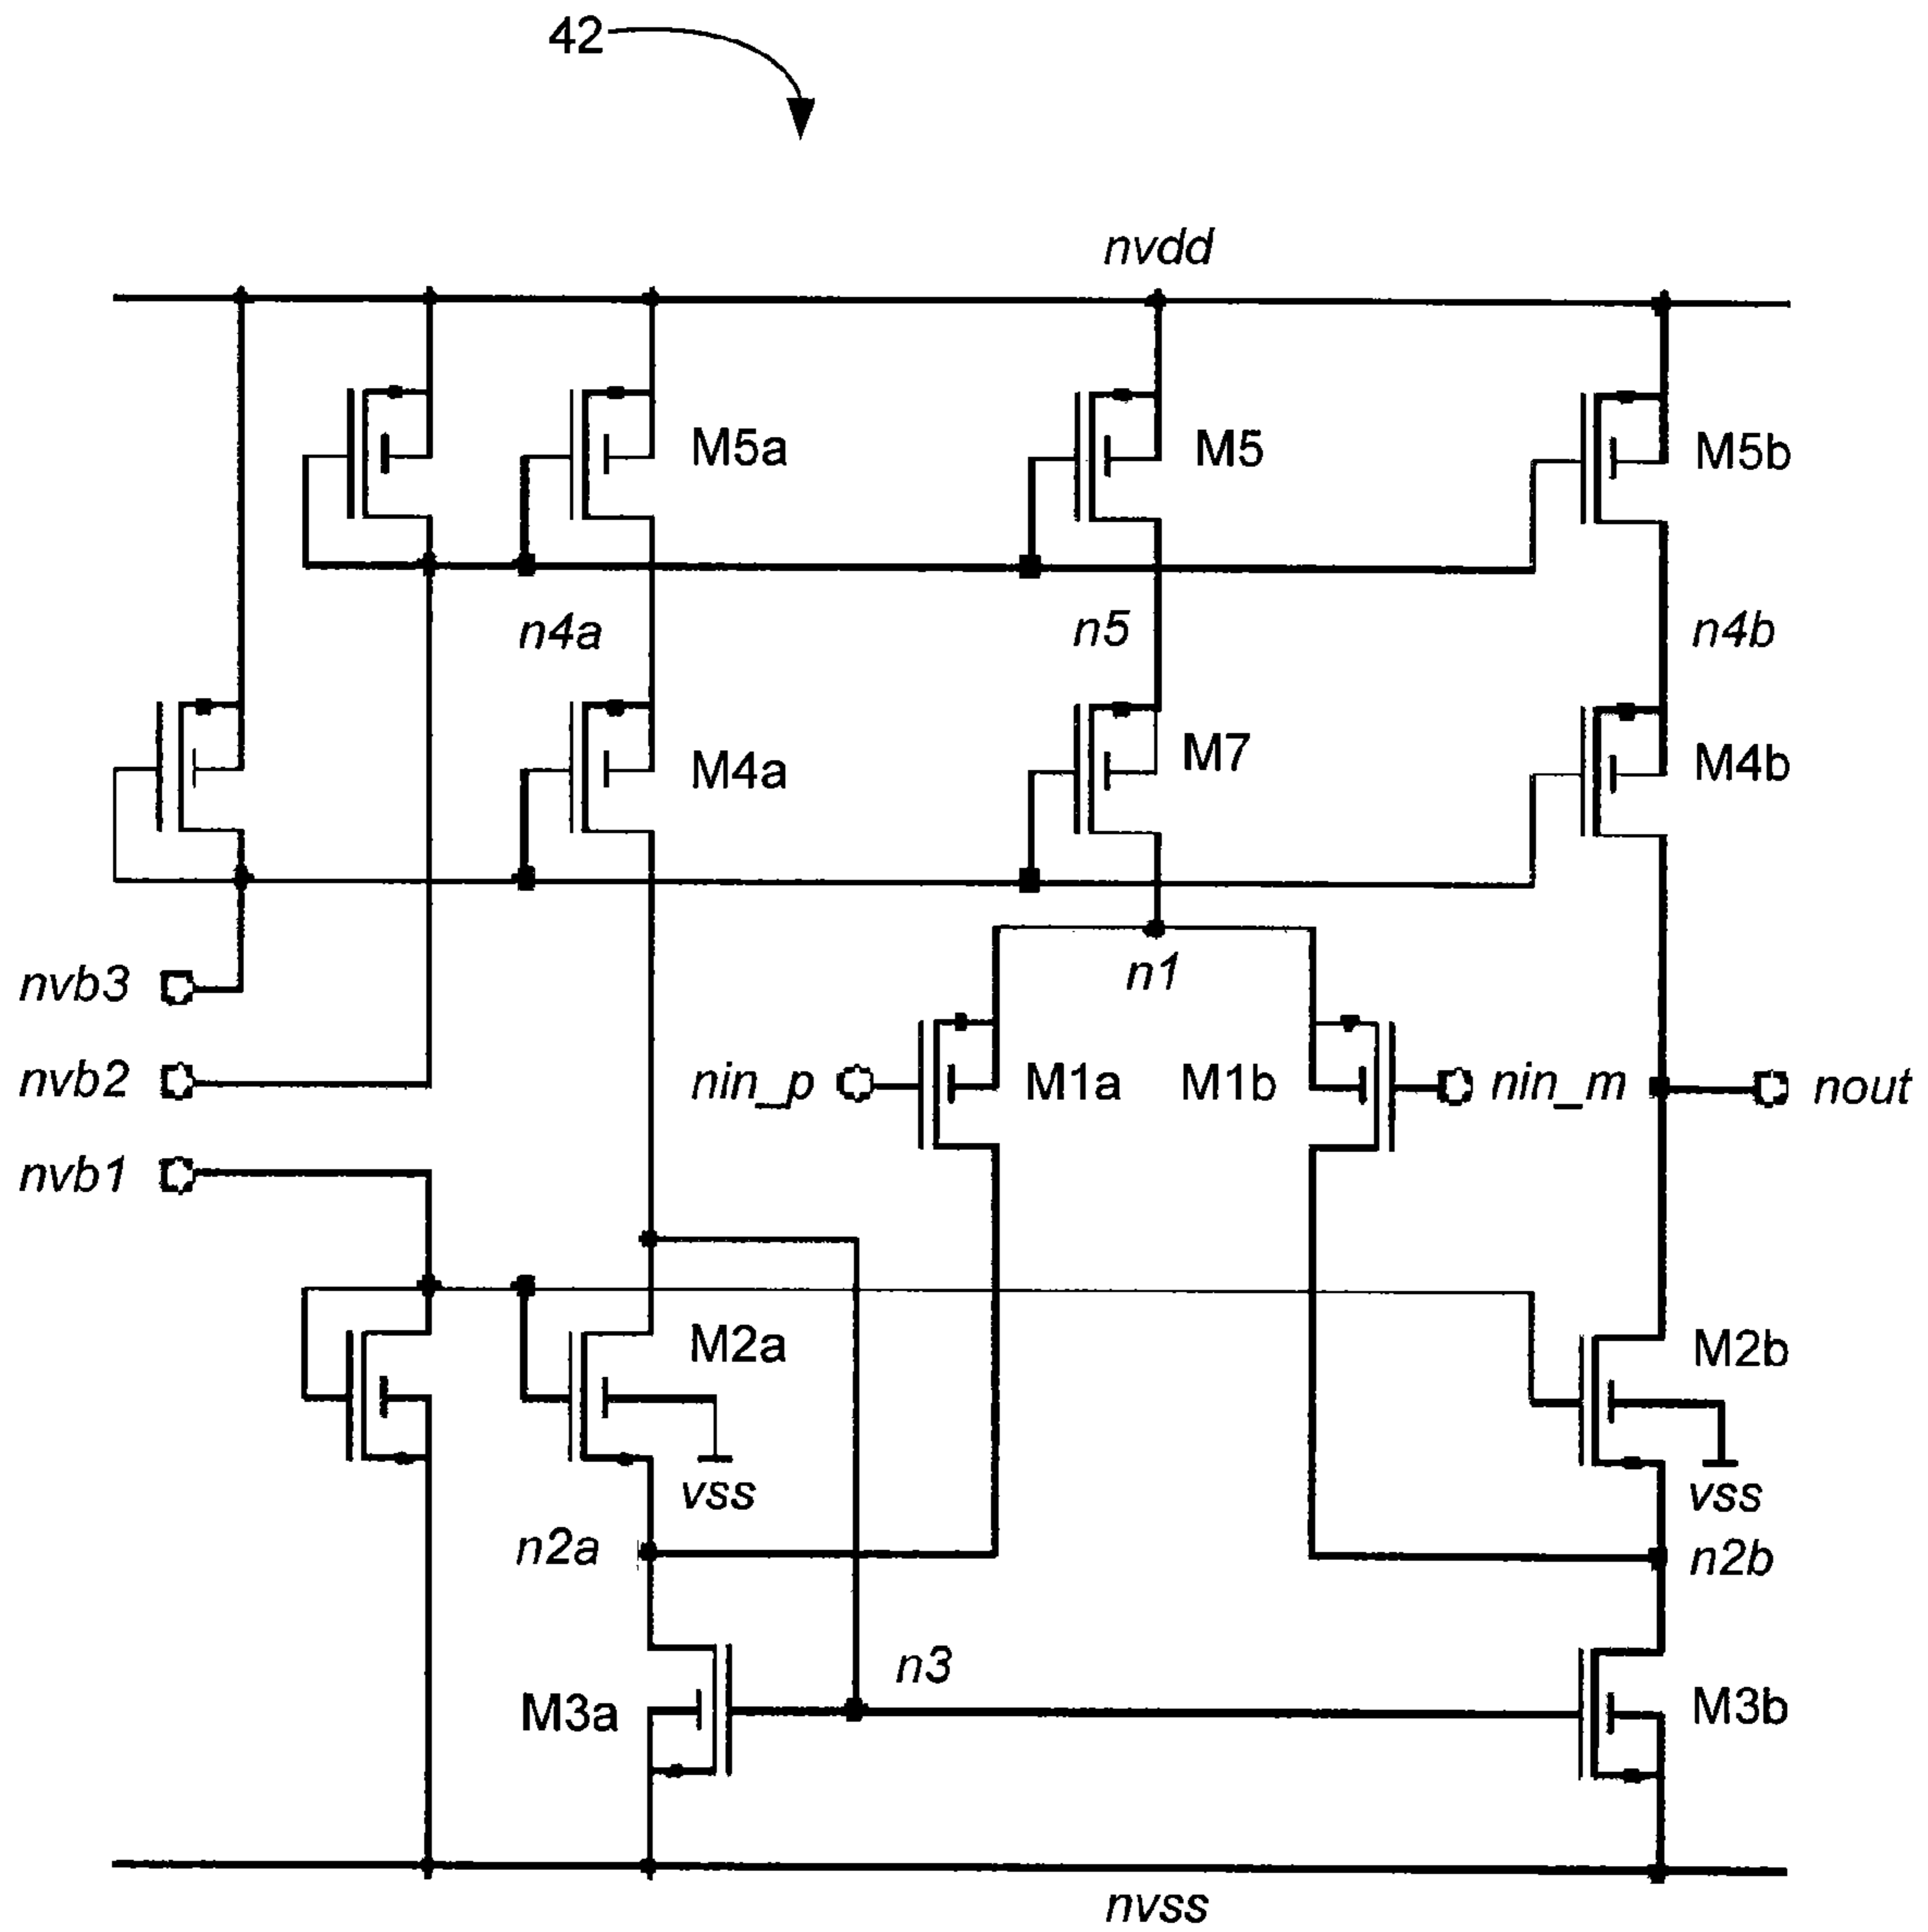 42
nvdd
M5a
M5
M5b
n4a
n5
n4b
M4a
M7
M4b
nvb3
n1
nvb2
nin_p
M1a
M1b
nin_m
nout
nvb1
M2a
M2b
vss
vss
n2a
n2b
n3
M3a
M3b
nvss